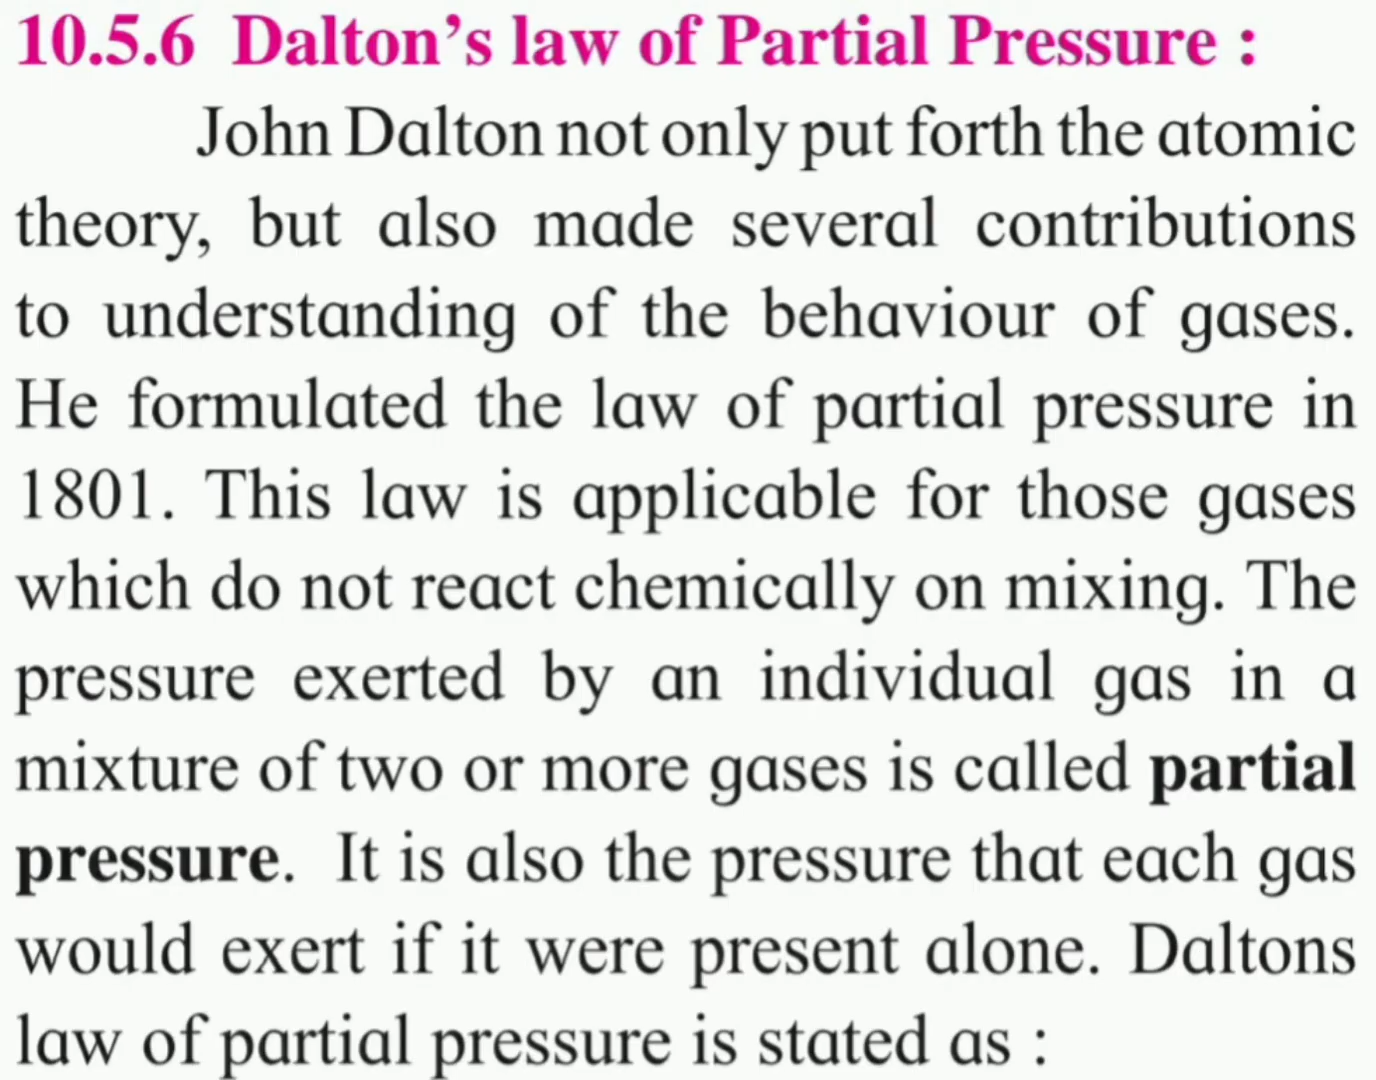 10.5.6 Dalton’s law of Partial Pressure :
John Dalton not only put forth the atomic
theory, but also made several contributions
to understanding of the behaviour of gases.
He formulated the law of partial pressure in
1801. This law is applicable for those gases
which do not react chemically on mixing. The
pressure exerted by an individual gas in a
mixture of two or more gases is called partial
pressure. It is also the pressure that each gas
would exert if it were present alone. Daltons
law of partial pressure is stated as :